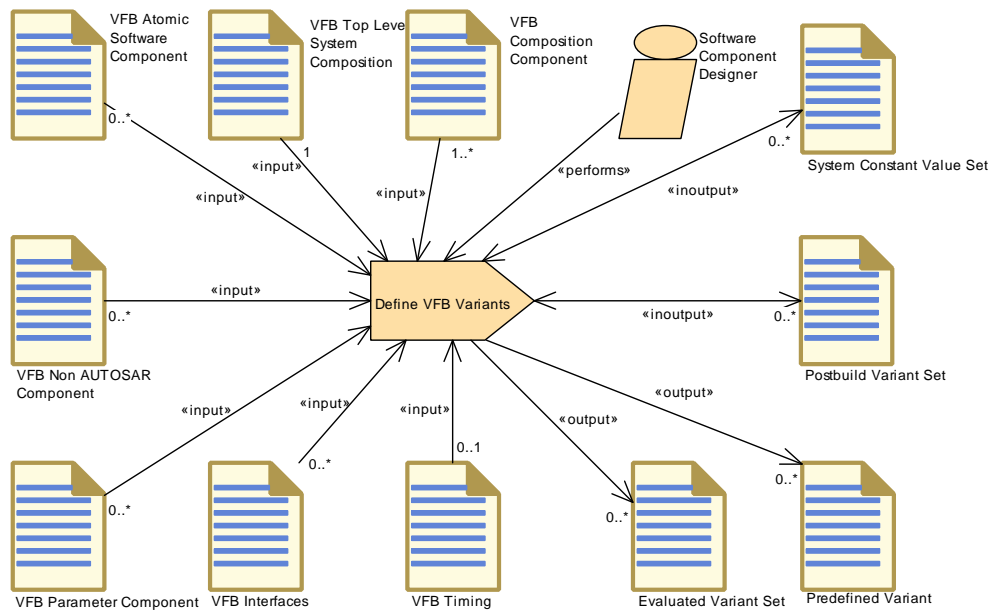 VFB Atomic
Software
Component
VFB Top Level
System
Composition
VFB
Composition
Component
Software
Component
Designer
System Constant Value Set
0..*
1
1..*
0..*
«input»
«input»
«input»
«performs»
«inoutput»
VFB Non AUTOSAR
Component
0..*
«input»
Define VFB Variants
«inoutput»
0..*
Postbuild Variant Set
«input»
«input»
«input»
«output»
«output»
0..*
0..*
0..1
0..*
0..*
VFB Parameter Component
VFB Interfaces
VFB Timing
Evaluated Variant Set
Predefined Variant